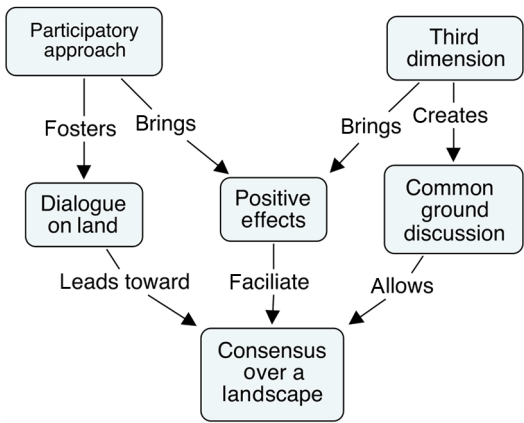 Participatory
approach
Third
dimension
Fosters
Brings
Brings
Creates
Dialogue
on land
Positive
effects
Common
ground
discussion
Leads toward
Faciliate
Allows
Consensus
over a
landscape